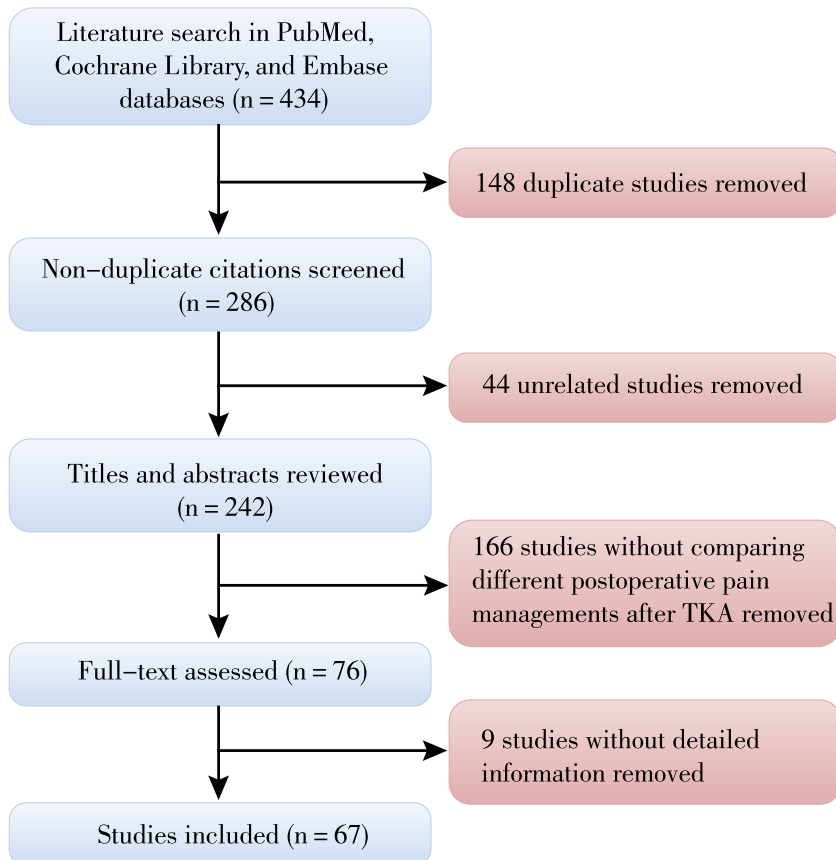 Literature search in PubMed,
Cochrane Library, and Embase
databases (n = 434)
148 duplicate studies removed
Non−duplicate citations screened
(n = 286)
44 unrelated studies removed
Titles and abstracts reviewed
(n = 242)
166 studies without comparing
different postoperative pain
managements after TKA removed
Full−text assessed (n = 76)
9 studies without detailed
information removed
Studies included (n = 67)